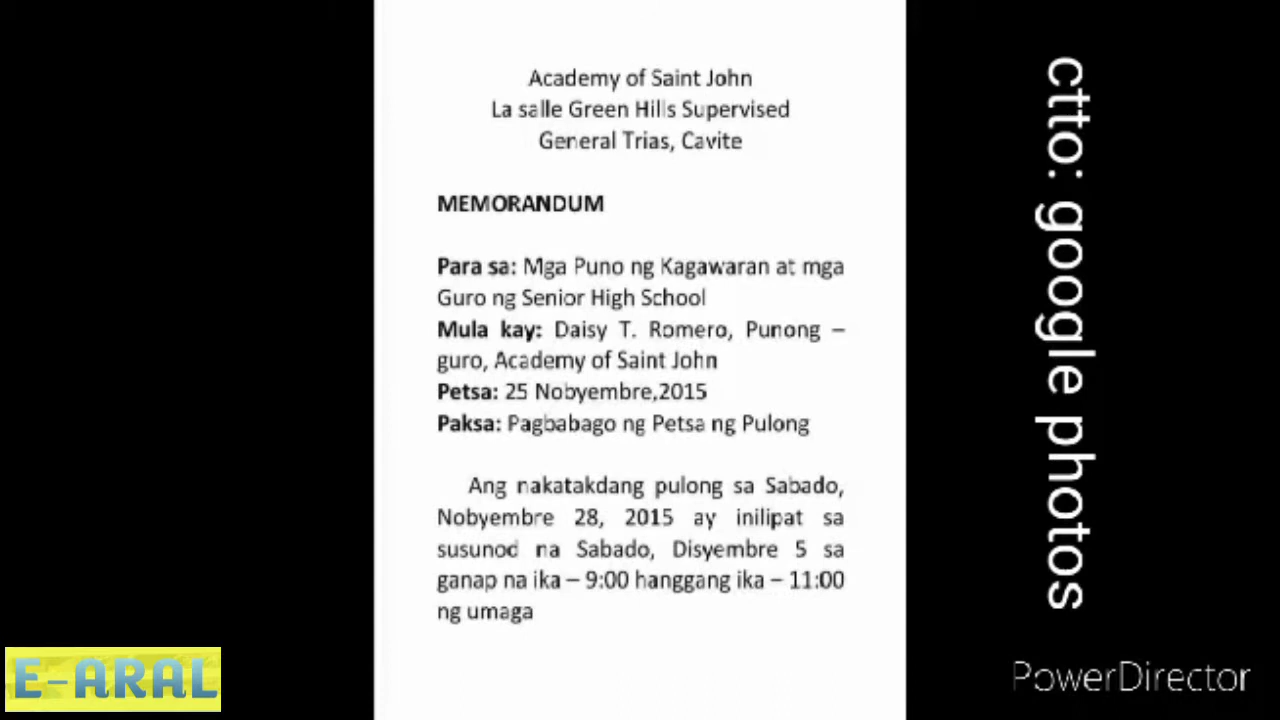 Academy of Saint John
La salle Green Hills Supervised
General Trias, Cavite
MEMORANDUM
Para sa: Mga Puno ng Kagawaran at mga
Guro ng Senior High School
Mula kay: Daisy T. Romero, Punong –
guro, Academy of Saint John
Petsa: 25 Nobyembre,2015
Paksa: Pagbabago ng Petsa ng Pulong
Ang nakatakdang pulong sa Sabado,
Nobyembre 28, 2015 ay inilipat sa
susunod na Sabado, Disyembre 5 sa
ganap na ika – 9:00 hanggang ika – 11:00
ng umaga
ctto: google photos
E-ARAL
PowerDirector